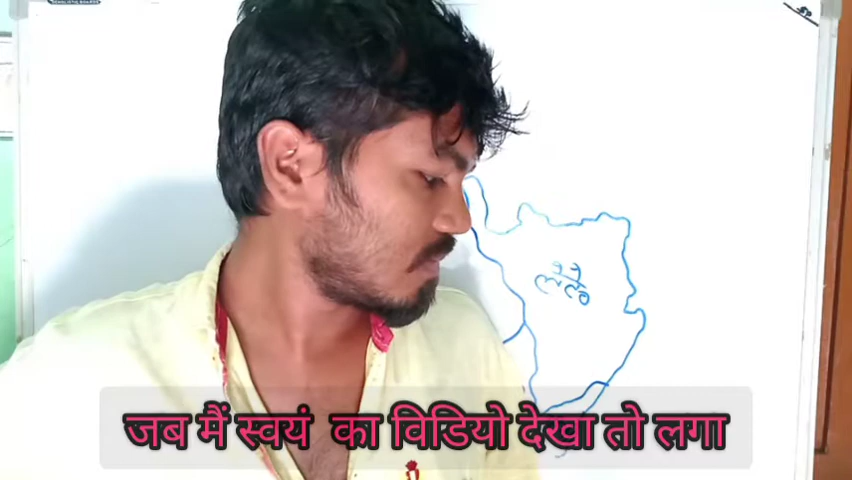 जब मैं स्वयं का विडियो देखा तो लगा